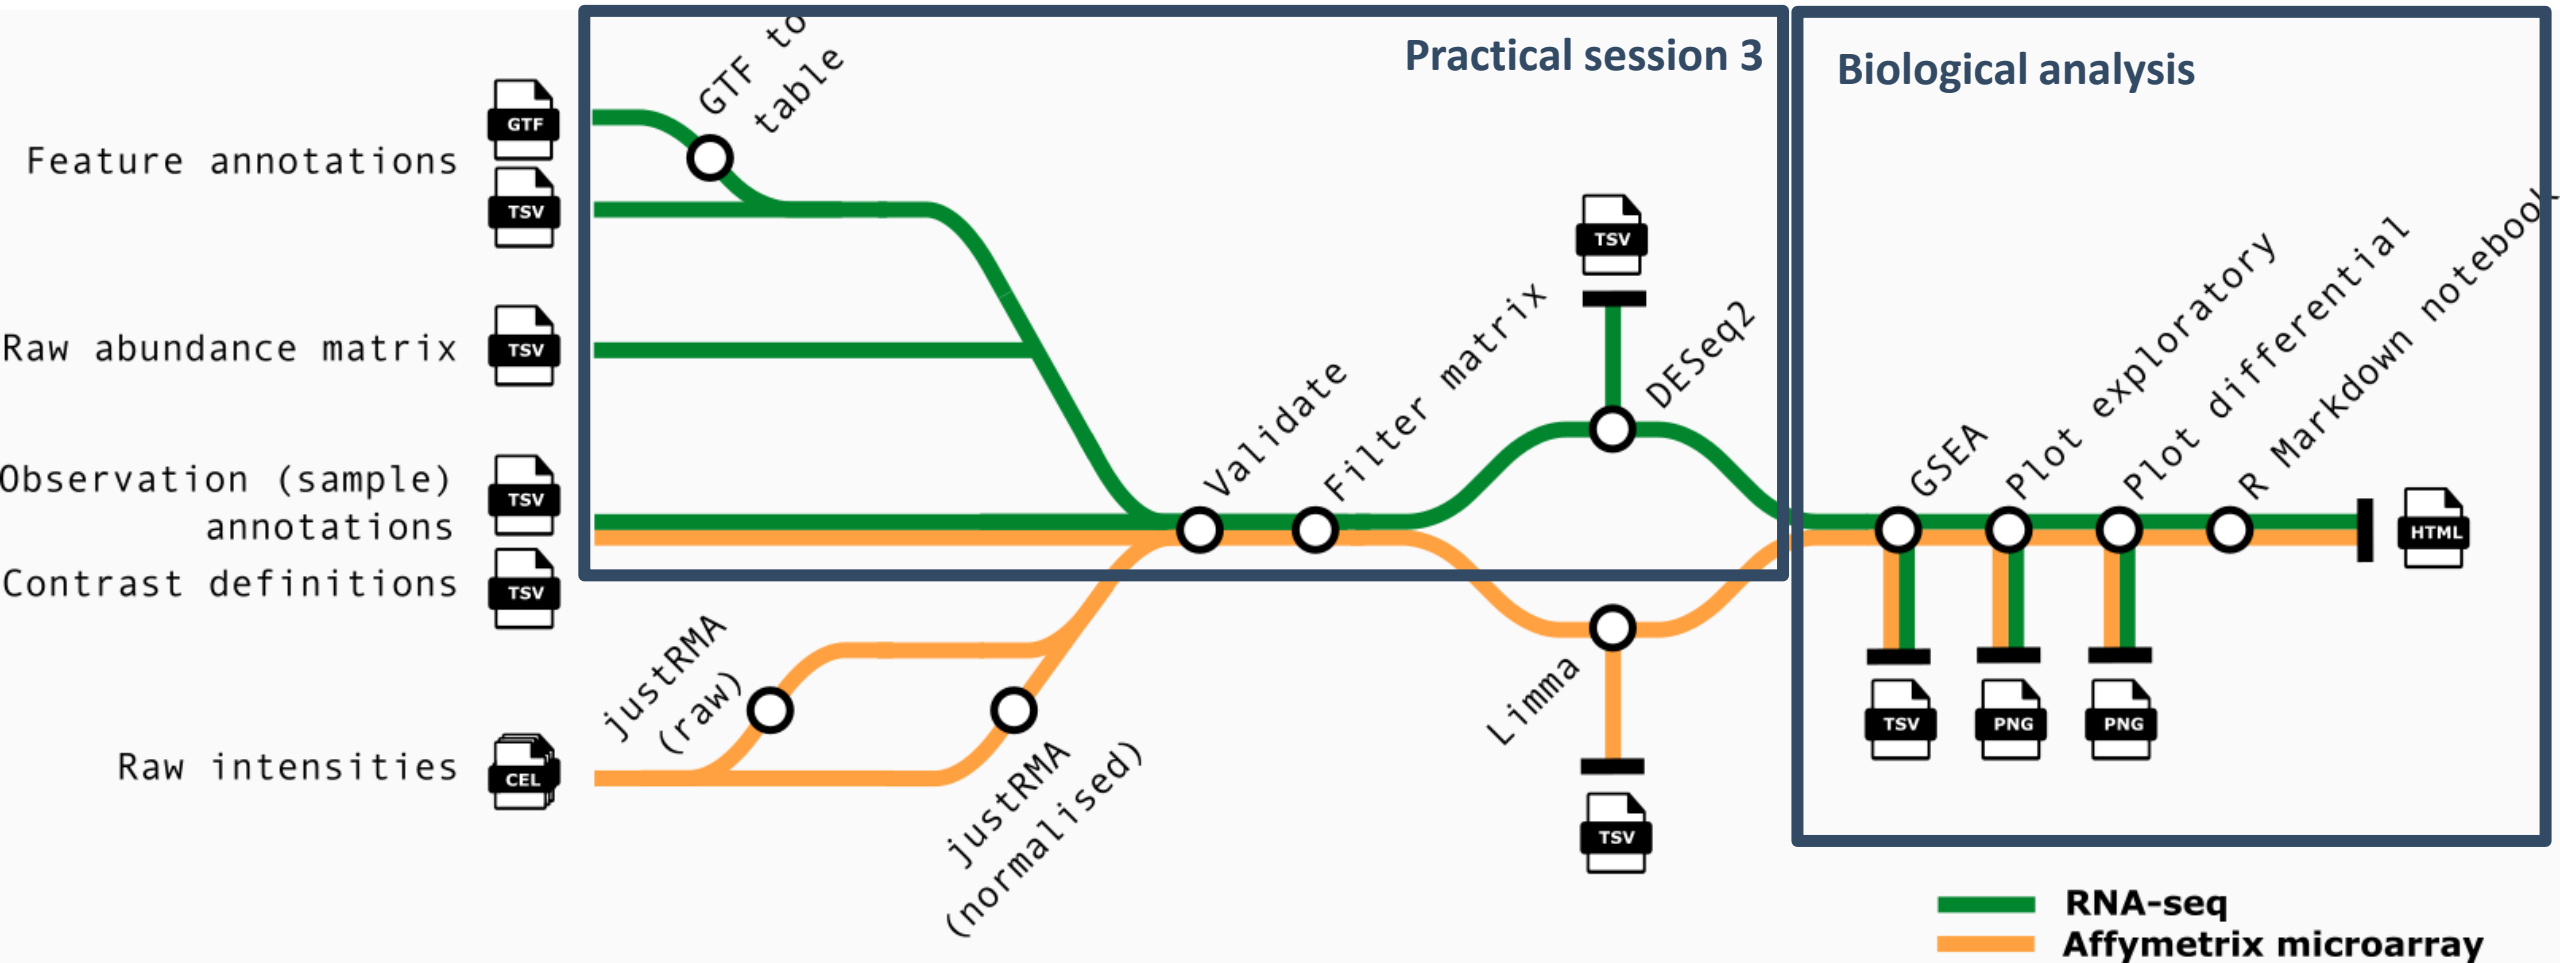 Practical session 3
Biological analysis
GTF to
table
Feature annotations
GTF
TSV
Raw abundance matrix
TSV
Observation (sample)
annotations
TSV
Contrast definitions
TSV
Raw intensities
CEL
justRMA
(raw)
justRMA
(normalised)
Validate
Filter matrix
TSV
DESeq2
Limma
TSV
GSEA
Plot exploratory
Plot differential
R Markdown notebook
TSV
PNG
PNG
HTML
RNA-seq
Affymetrix microarray